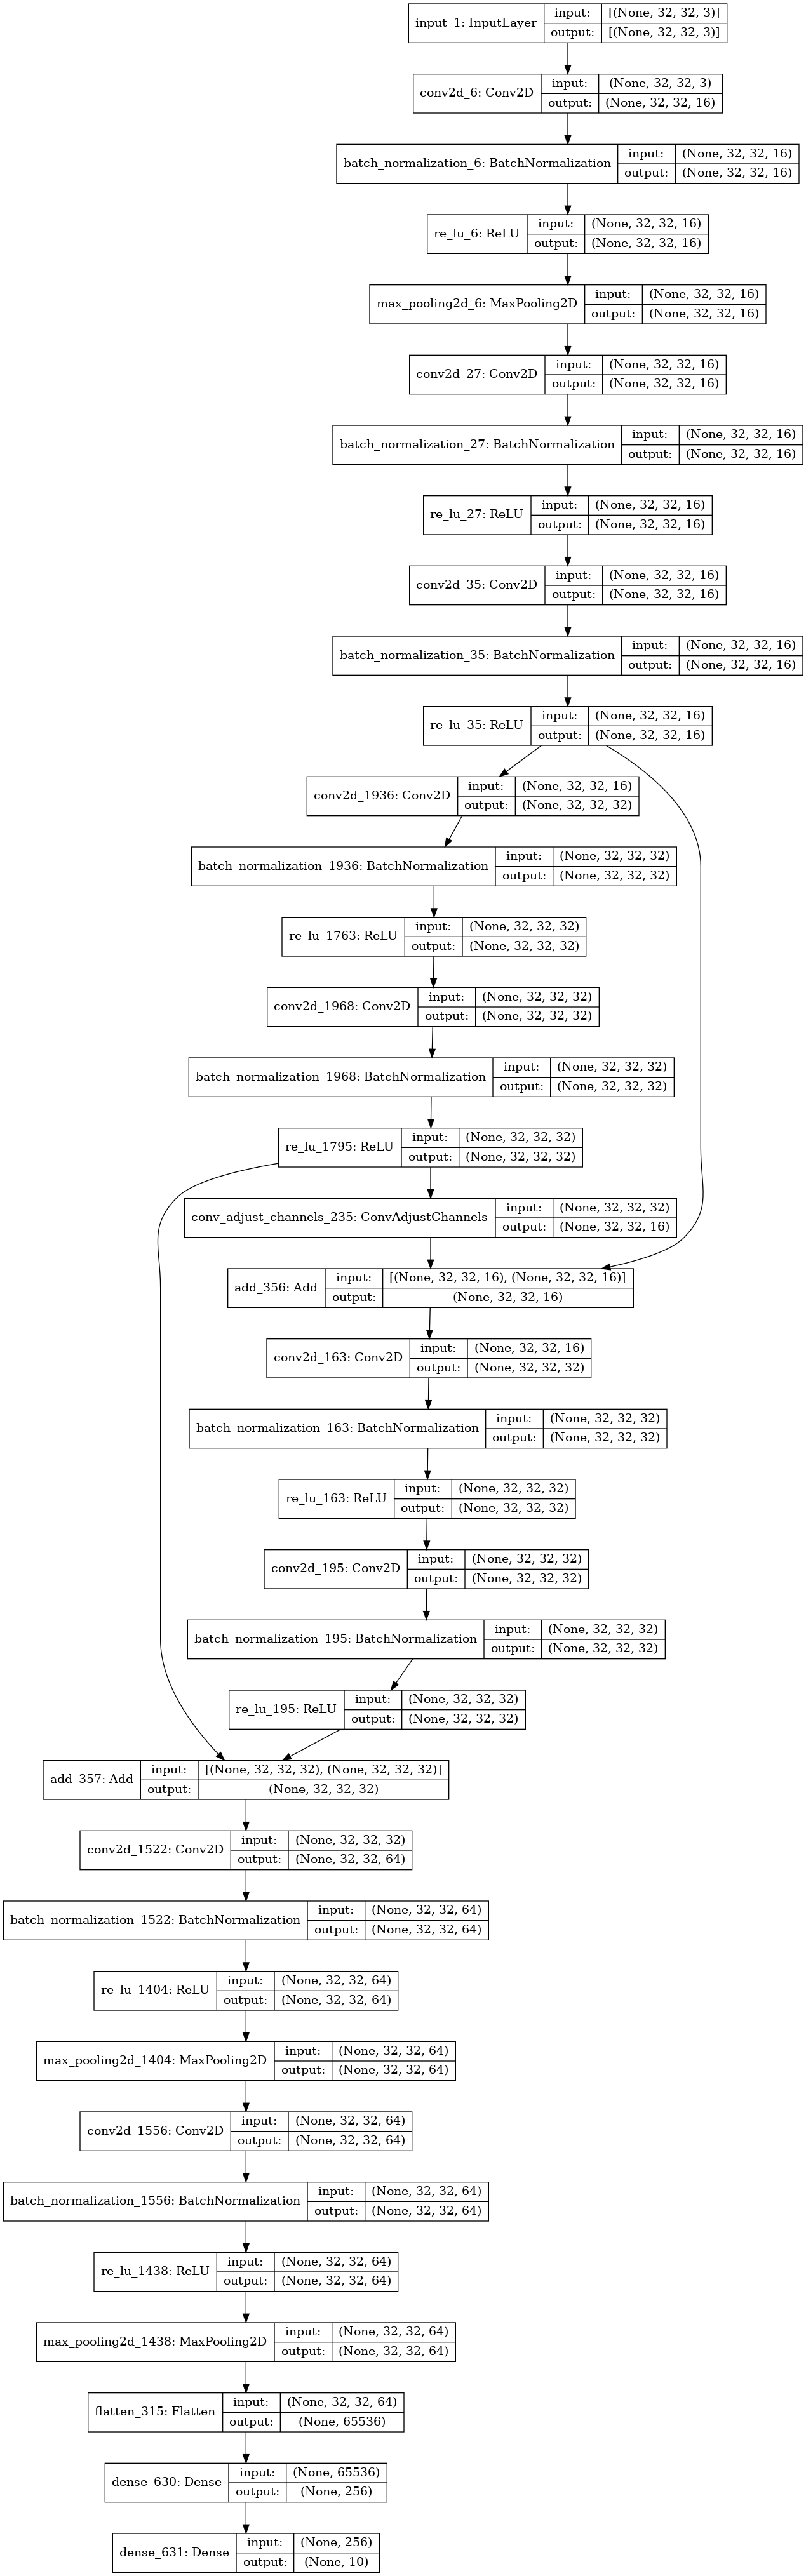 input_1: InputLayer
input: [(None, 32, 32, 3)]
output: [(None, 32, 32, 3)]
conv2d_6: Conv2D
input: (None, 32, 32, 3)
output: (None, 32, 32, 16)
batch_normalization_6: BatchNormalization
input: (None, 32, 32, 16)
output: (None, 32, 32, 16)
re_lu_6: ReLU
input: (None, 32, 32, 16)
output: (None, 32, 32, 16)
max_pooling2d_6: MaxPooling2D
input: (None, 32, 32, 16)
output: (None, 32, 32, 16)
conv2d_27: Conv2D
input: (None, 32, 32, 16)
output: (None, 32, 32, 16)
batch_normalization_27: BatchNormalization
input: (None, 32, 32, 16)
output: (None, 32, 32, 16)
re_lu_27: ReLU
input: (None, 32, 32, 16)
output: (None, 32, 32, 16)
conv2d_35: Conv2D
input: (None, 32, 32, 16)
output: (None, 32, 32, 16)
batch_normalization_35: BatchNormalization
input: (None, 32, 32, 16)
output: (None, 32, 32, 16)
re_lu_35: ReLU
input: (None, 32, 32, 16)
output: (None, 32, 32, 16)
conv2d_1936: Conv2D
input: (None, 32, 32, 16)
output: (None, 32, 32, 32)
batch_normalization_1936: BatchNormalization
input: (None, 32, 32, 32)
output: (None, 32, 32, 32)
re_lu_1763: ReLU
input: (None, 32, 32, 32)
output: (None, 32, 32, 32)
conv2d_1968: Conv2D
input: (None, 32, 32, 32)
output: (None, 32, 32, 32)
batch_normalization_1968: BatchNormalization
input: (None, 32, 32, 32)
output: (None, 32, 32, 32)
re_lu_1795: ReLU
input: (None, 32, 32, 32)
output: (None, 32, 32, 32)
conv_adjust_channels_235: ConvAdjustChannels
input: (None, 32, 32, 32)
output: (None, 32, 32, 16)
add_356: Add
input: [(None, 32, 32, 16), (None, 32, 32, 16)]
output: (None, 32, 32, 16)
conv2d_163: Conv2D
input: (None, 32, 32, 16)
output: (None, 32, 32, 32)
batch_normalization_163: BatchNormalization
input: (None, 32, 32, 32)
output: (None, 32, 32, 32)
re_lu_163: ReLU
input: (None, 32, 32, 32)
output: (None, 32, 32, 32)
conv2d_195: Conv2D
input: (None, 32, 32, 32)
output: (None, 32, 32, 32)
batch_normalization_195: BatchNormalization
input: (None, 32, 32, 32)
output: (None, 32, 32, 32)
re_lu_195: ReLU
input: (None, 32, 32, 32)
output: (None, 32, 32, 32)
add_357: Add
input: [(None, 32, 32, 32), (None, 32, 32, 32)]
output: (None, 32, 32, 32)
conv2d_1522: Conv2D
input: (None, 32, 32, 32)
output: (None, 32, 32, 64)
batch_normalization_1522: BatchNormalization
input: (None, 32, 32, 64)
output: (None, 32, 32, 64)
re_lu_1404: ReLU
input: (None, 32, 32, 64)
output: (None, 32, 32, 64)
max_pooling2d_1404: MaxPooling2D
input: (None, 32, 32, 64)
output: (None, 32, 32, 64)
conv2d_1556: Conv2D
input: (None, 32, 32, 64)
output: (None, 32, 32, 64)
batch_normalization_1556: BatchNormalization
input: (None, 32, 32, 64)
output: (None, 32, 32, 64)
re_lu_1438: ReLU
input: (None, 32, 32, 64)
output: (None, 32, 32, 64)
max_pooling2d_1438: MaxPooling2D
input: (None, 32, 32, 64)
output: (None, 32, 32, 64)
flatten_315: Flatten
input: (None, 32, 32, 64)
output: (None, 65536)
dense_630: Dense
input: (None, 65536)
output: (None, 256)
dense_631: Dense
input: (None, 256)
output: (None, 10)